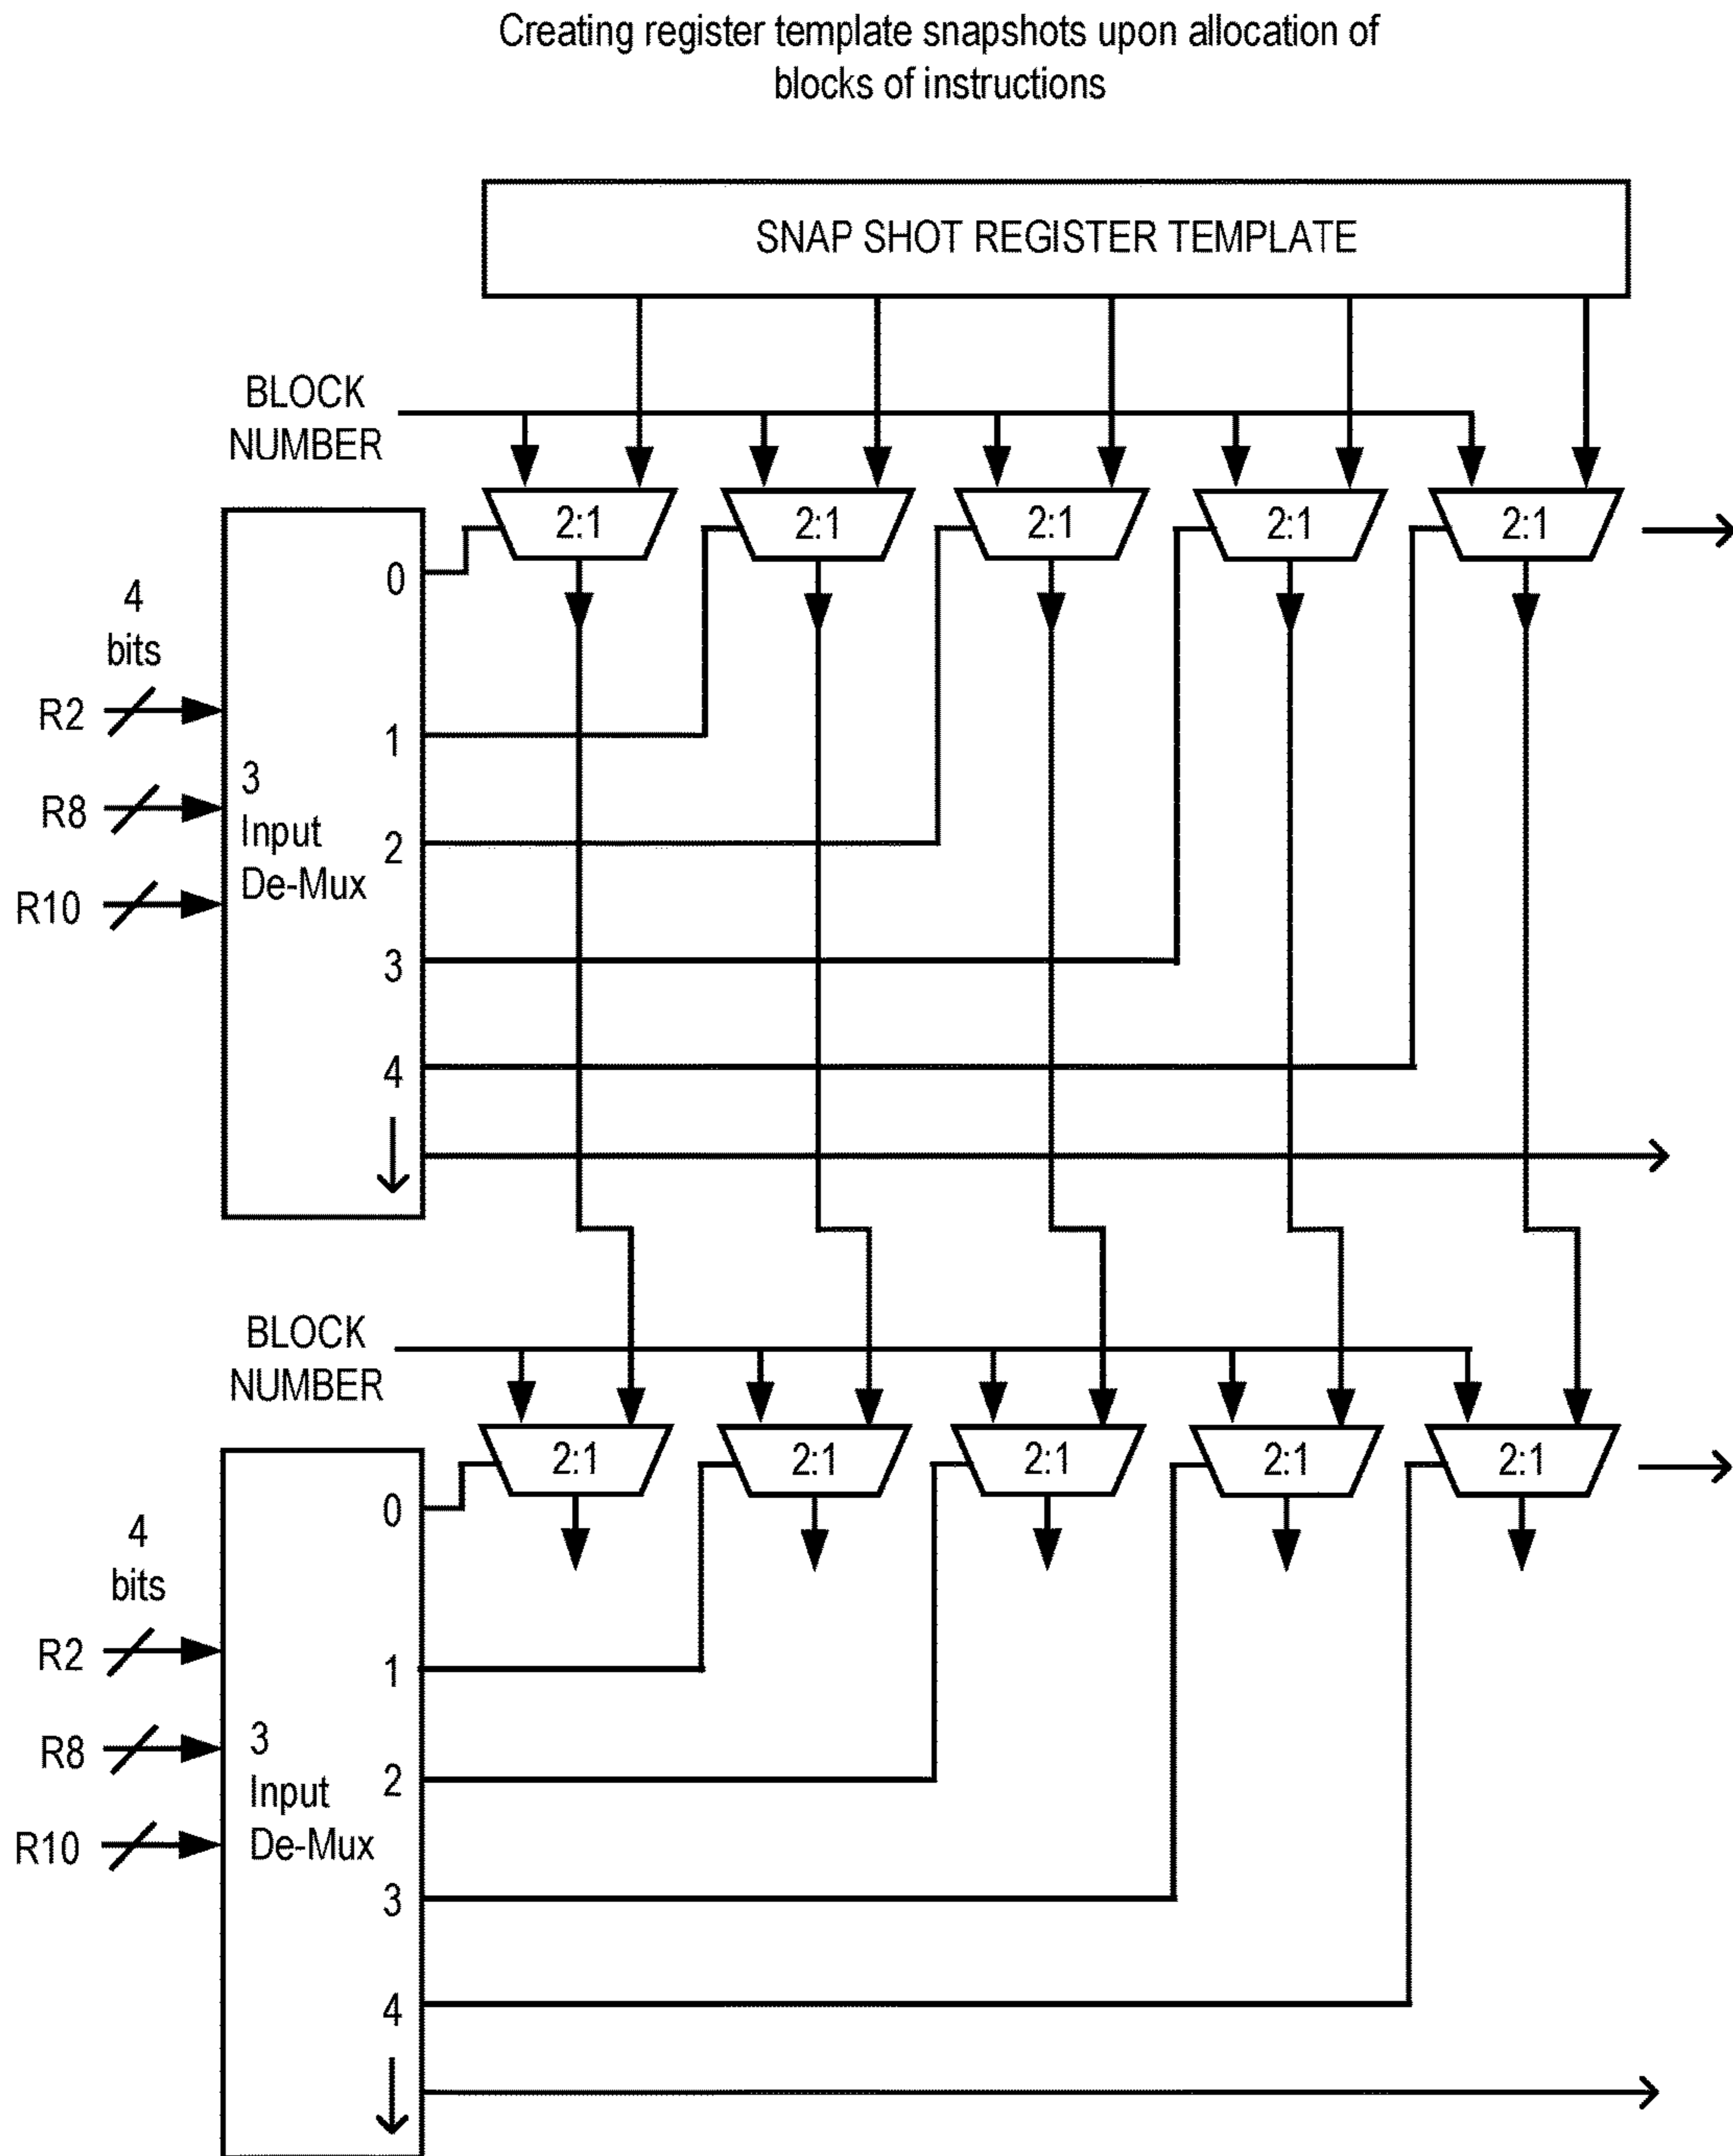 Creating register template snapshots upon allocation of
blocks of instructions
SNAP SHOT REGISTER TEMPLATE
BLOCK
NUMBER
2:1
2:1
2:1
2:1
2:1
0
4
bits
R2
1
3
R8
Input
2
De-Mux
R10
3
4
BLOCK
NUMBER
2:1
2:1
2:1
2:1
2:1
0
4
bits
R2
1
3
R8
Input
2
De-Mux
R10
3
4